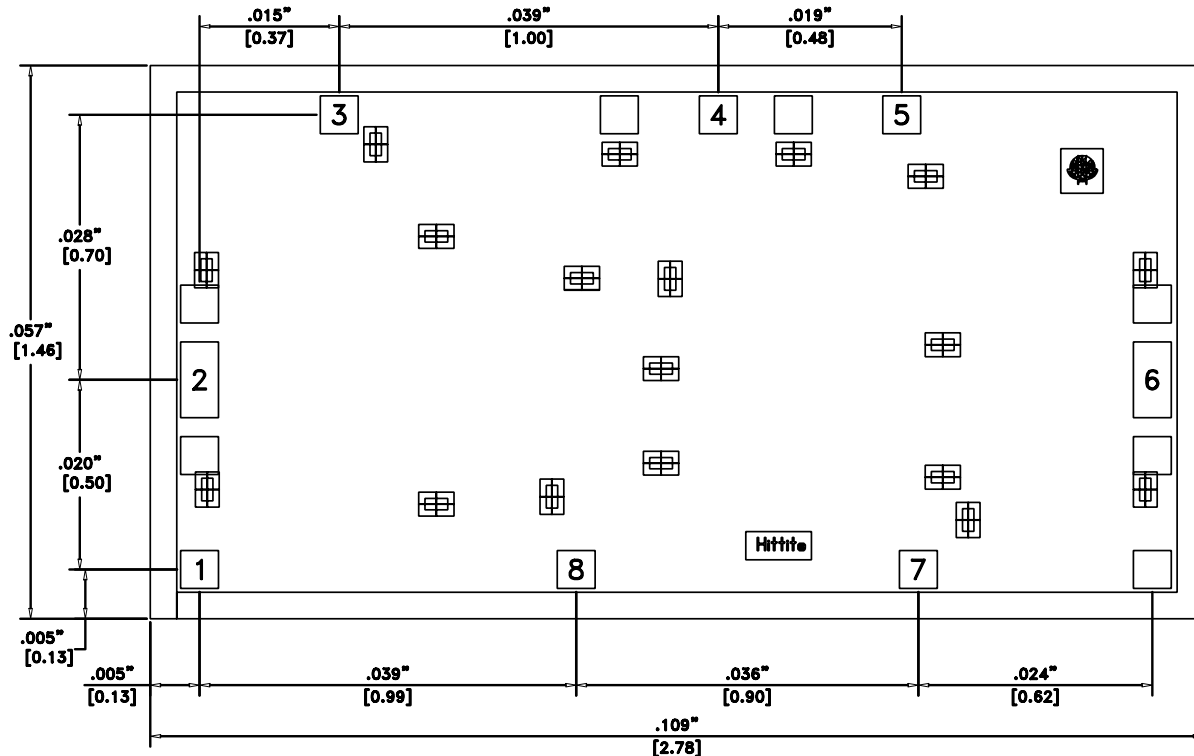 .015" .039" .019"
[0.37] [1.00] [0.48]
3 4 5
.028"
[0.70]
.057"
[1.46]
2 6
.020"
[0.50]
Hittite
1 8 7
.005"
[0.13]
.005" .039" .036" .024"
[0.13] [0.99] [0.90] [0.62]
.109"
[2.78]